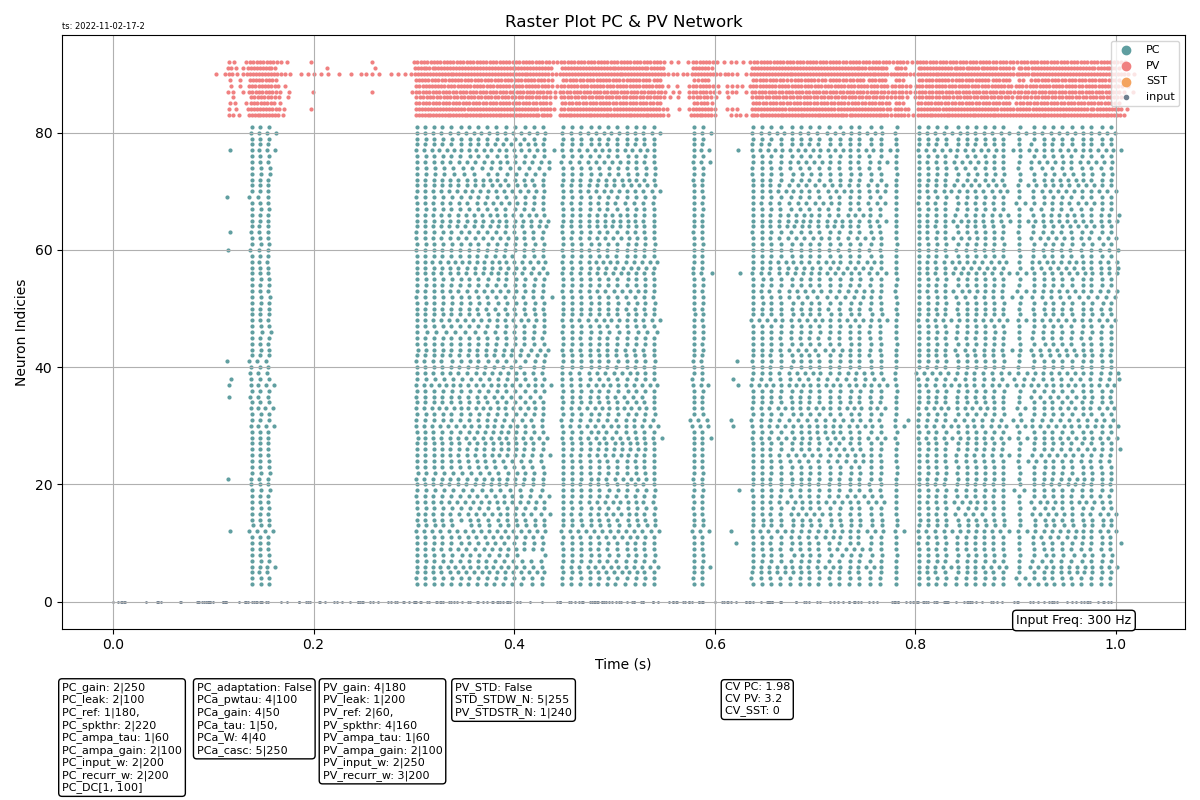 ts: 2022-11-02-17-2
Raster Plot PC & PV Network
PC
PV
SST
input
Neuron Indicies
80
60
40
20
0
Input Freq: 300 Hz
0.0 0.2 0.4 0.6 0.8 1.0
Time (s)
PC_gain: 2|250
PC_leak: 2|100
PC_ref: 1|180,
PC_spkthr: 2|220
PC_ampa_tau: 1|60
PC_ampa_gain: 2|100
PC_input_w: 2|200
PC_recurr_w: 2|200
PC_DC[1, 100]
PC_adaptation: False
PCa_pwtau: 4|100
PCa_gain: 4|50
PCa_tau: 1|50,
PCa_W: 4|40
PCa_casc: 5|250
PV_gain: 4|180
PV_leak: 1|200
PV_ref: 2|60,
PV_spkthr: 4|160
PV_ampa_tau: 1|60
PV_ampa_gain: 2|100
PV_input_w: 2|250
PV_recurr_w: 3|200
PV_STD: False
STD_STDW_N: 5|255
PV_STDSTR_N: 1|240
CV PC: 1.98
CV PV: 3.2
CV_SST: 0